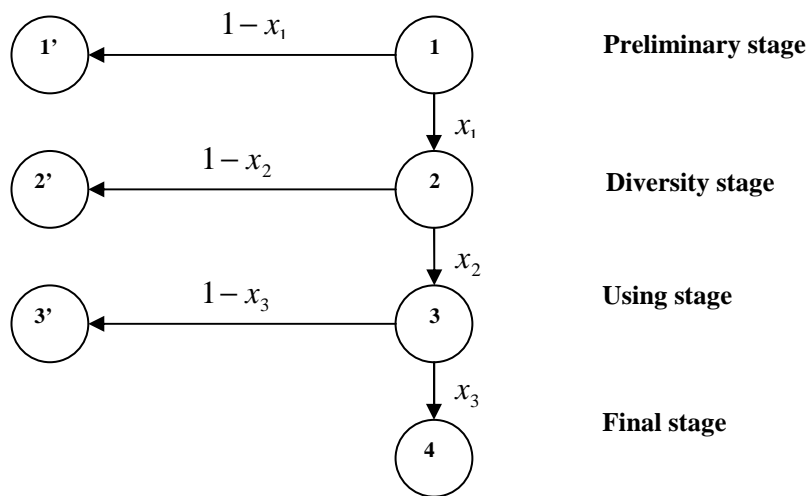 1’ 1 − x₁ 1 Preliminary stage
x₁
2’ 1 − x₂ 2 Diversity stage
x₂
3’ 1 − x₃ 3 Using stage
x₃
4 Final stage